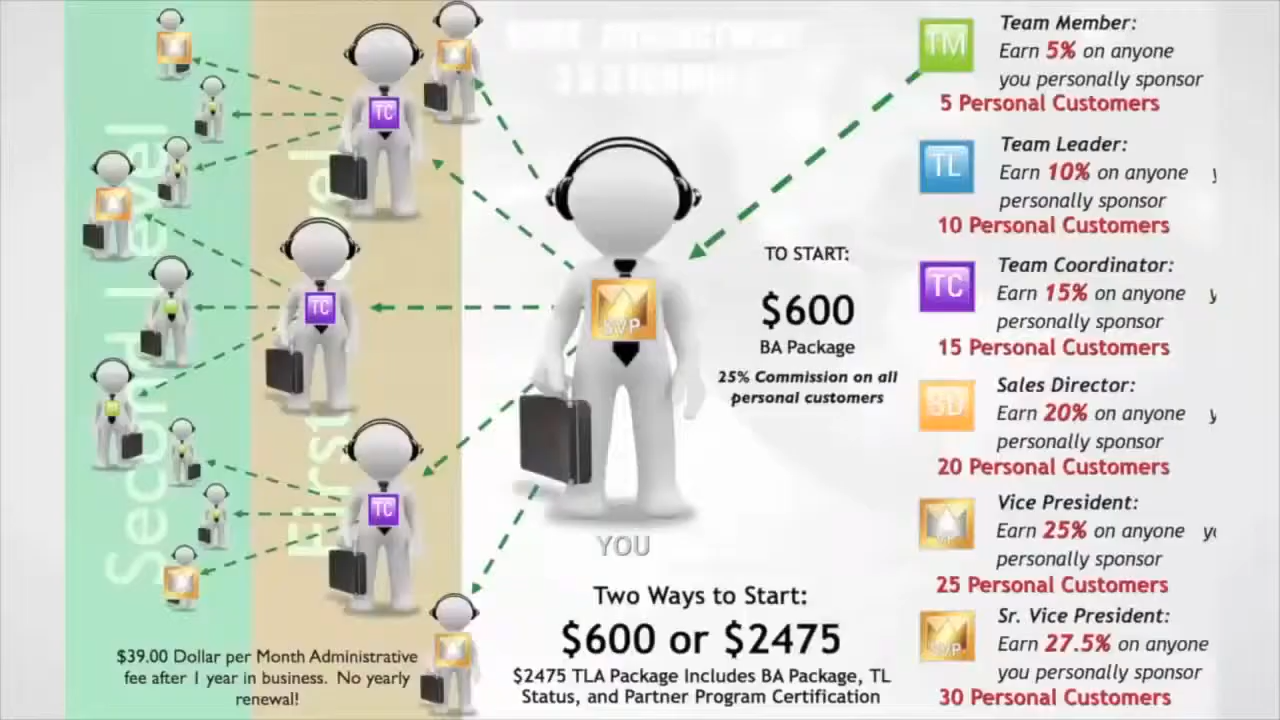 Second Level
First Level
TC
TC
TC
$39.00 Dollar per Month Administrative
fee after 1 year in business. No yearly
renewal!
SVP
YOU
TO START:
$600
BA Package
25% Commission on all
personal customers
Two Ways to Start:
$600 or $2475
$2475 TLA Package Includes BA Package, TL
Status, and Partner Program Certification
TM
Team Member:
Earn 5% on anyone
you personally sponsor
5 Personal Customers
TL
Team Leader:
Earn 10% on anyone y
personally sponsor
10 Personal Customers
TC
Team Coordinator:
Earn 15% on anyone y
personally sponsor
15 Personal Customers
SD
Sales Director:
Earn 20% on anyone y
personally sponsor
20 Personal Customers
VP
Vice President:
Earn 25% on anyone yo
personally sponsor
25 Personal Customers
SVP
Sr. Vice President:
Earn 27.5% on anyone
you personally sponsor
30 Personal Customers